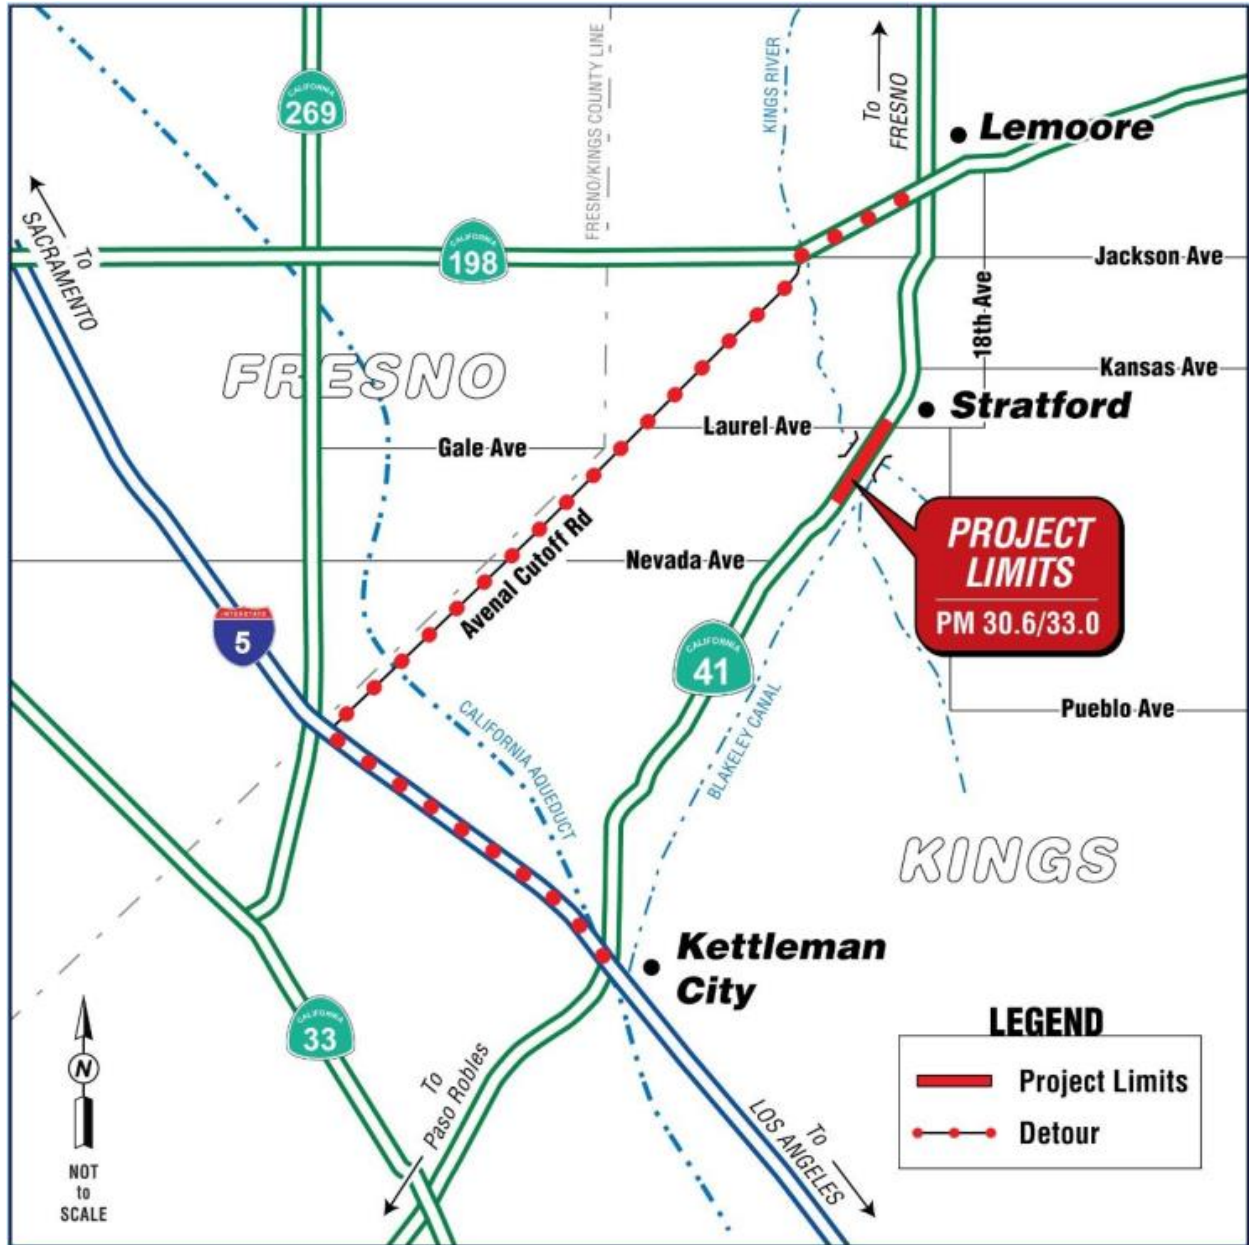 CALIFORNIA
269
FRESNO/KINGS COUNTY LINE
KINGS RIVER
To
FRESNO
Lemoore
To
SACRAMENTO
CALIFORNIA
198
Jackson Ave
18th Ave
FRESNO
Kansas Ave
Stratford
Laurel Ave
Gale Ave
Avenal Cutoff Rd
Nevada Ave
PROJECT
LIMITS
PM 30.6/33.0
INTERSTATE
5
CALIFORNIA
41
CALIFORNIA AQUEDUCT
BLAKELEY CANAL
Pueblo Ave
KINGS
Kettleman
City
CALIFORNIA
33
To
Paso Robles
To
LOS ANGELES
N
NOT
to
SCALE
LEGEND
Project Limits
Detour